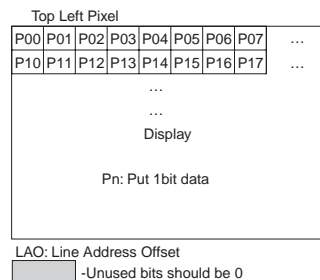 Top Left Pixel
P00 P01 P02 P03 P04 P05 P06 P07 …
P10 P11 P12 P13 P14 P15 P16 P17 …
…
…
Display
Pn: Put 1bit data
LAO: Line Address Offset
-Unused bits should be 0